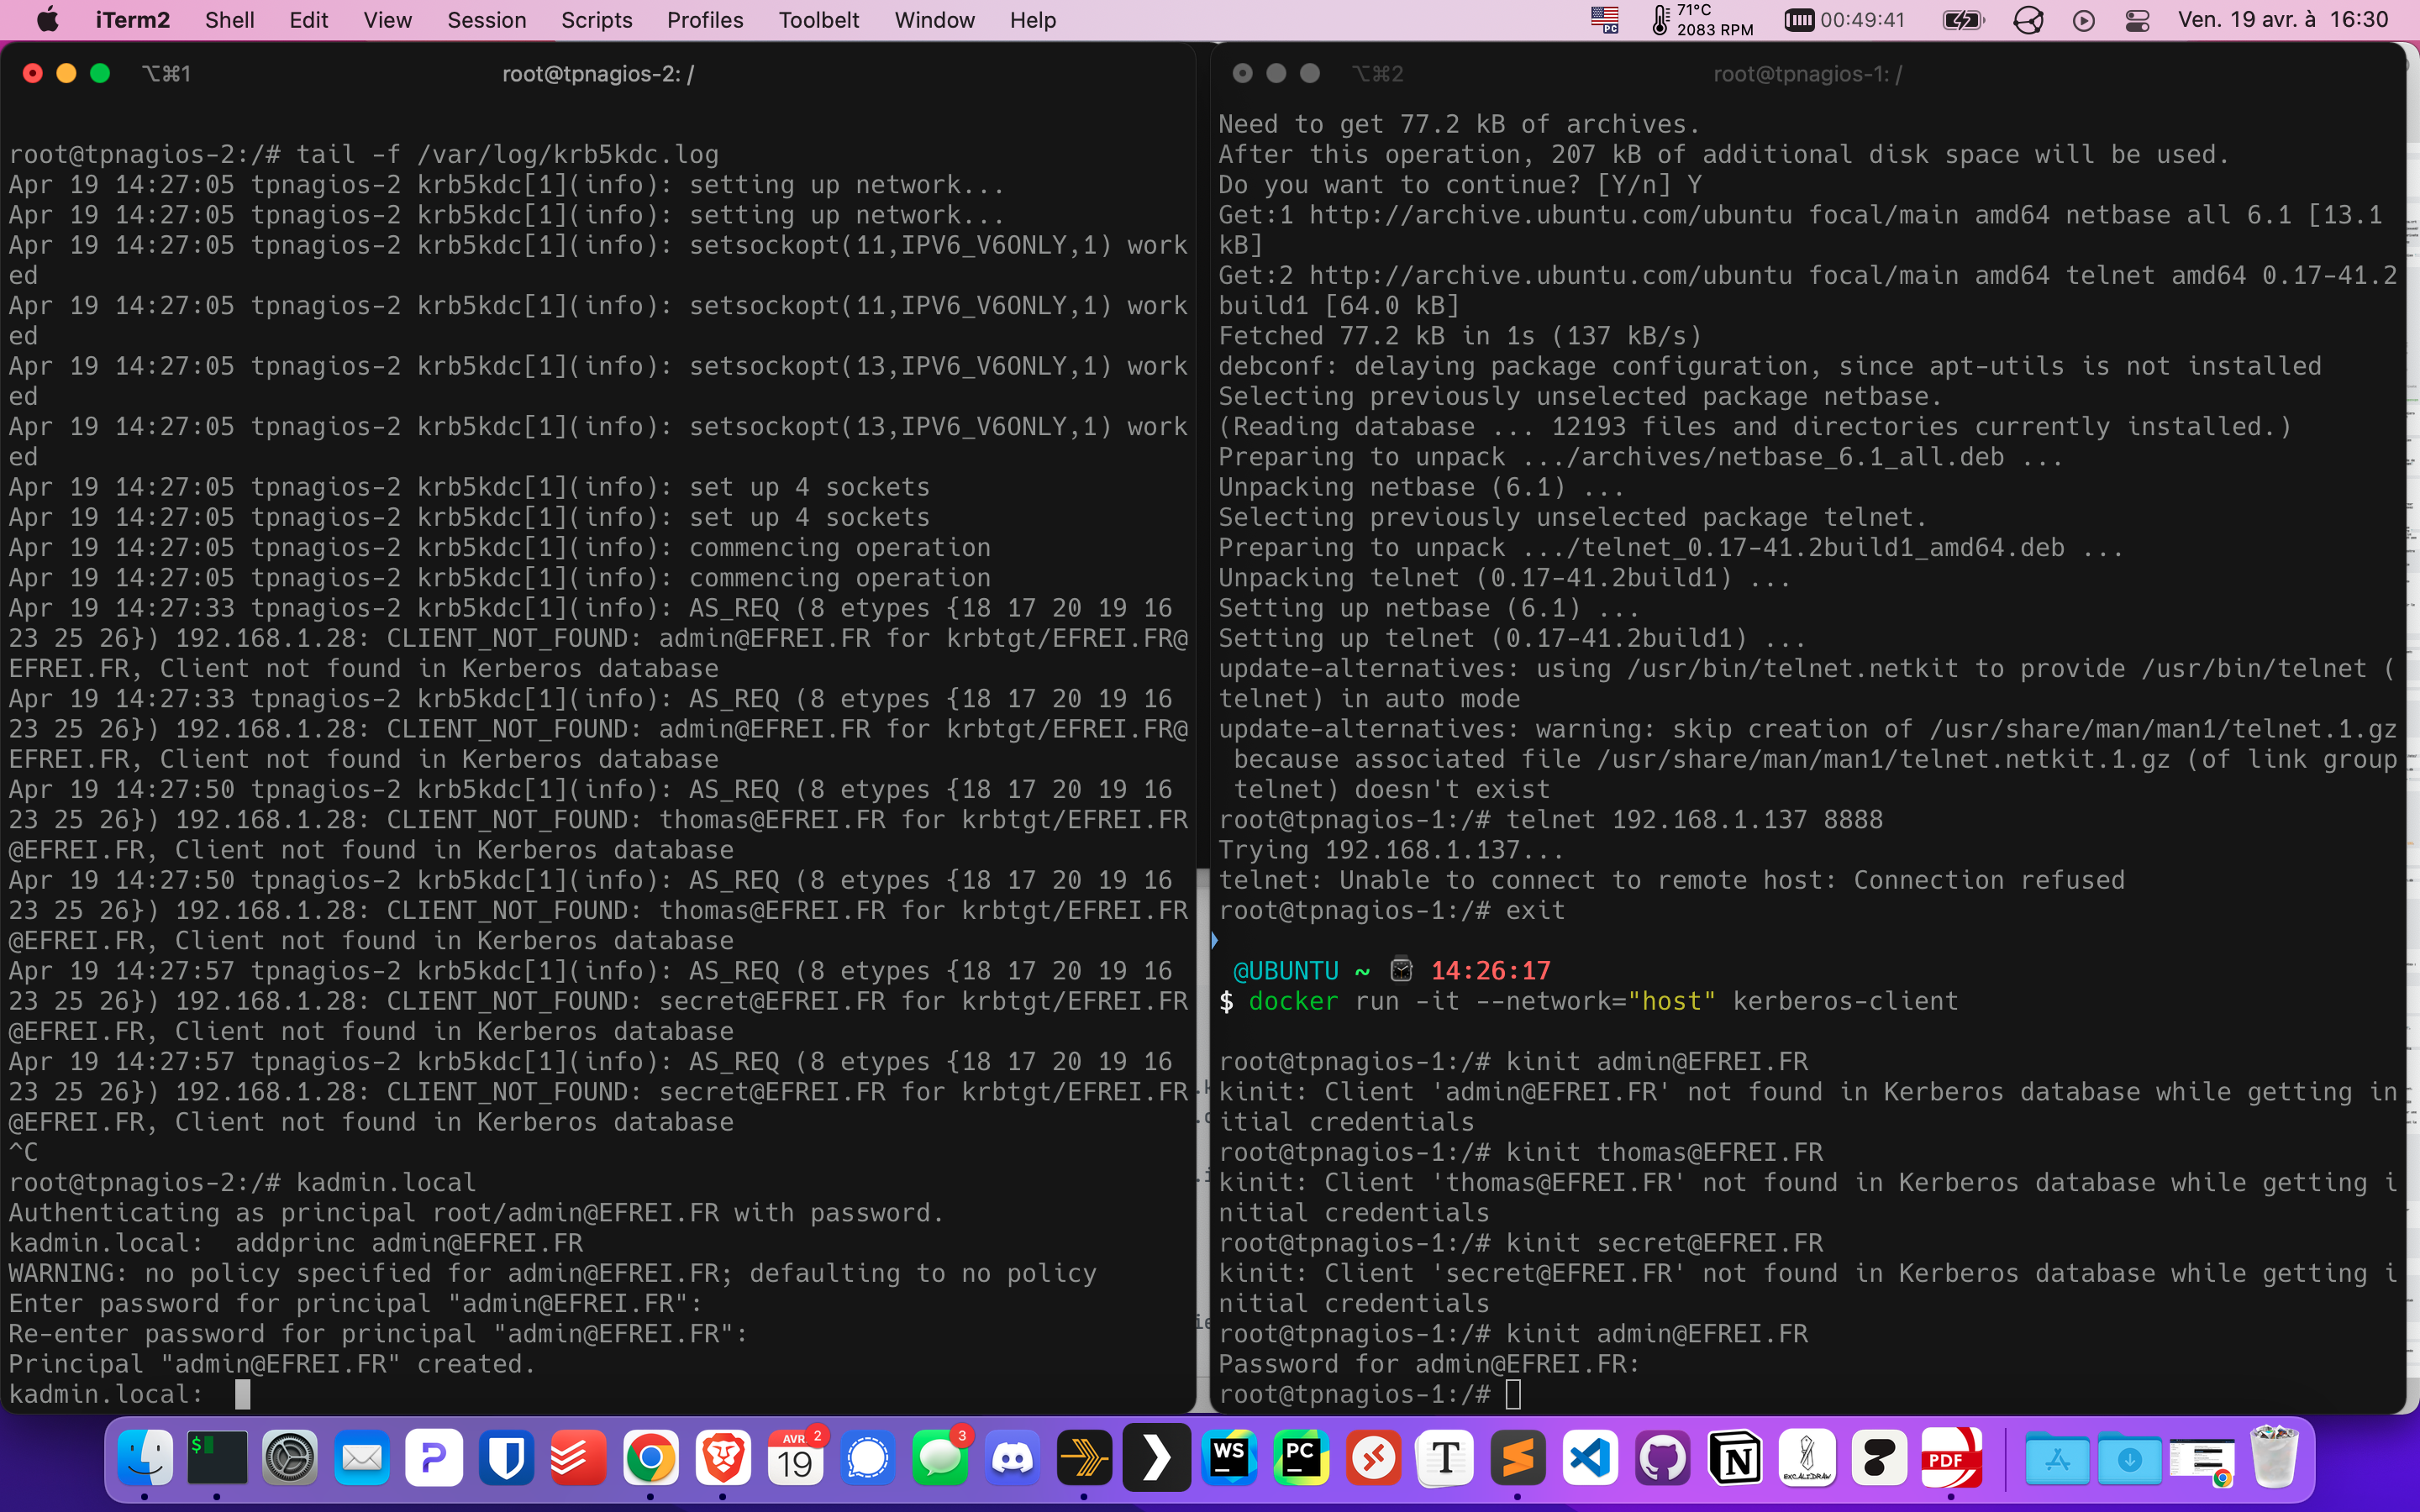 iTerm2 Shell Edit View Session Scripts Profiles Toolbelt Window Help
PC 71°C 2083 RPM 00:49:41 Ven. 19 avr. à 16:30
⌥⌘1 root@tpnagios-2: /
root@tpnagios-2:/# tail -f /var/log/krb5kdc.log
Apr 19 14:27:05 tpnagios-2 krb5kdc[1](info): setting up network...
Apr 19 14:27:05 tpnagios-2 krb5kdc[1](info): setting up network...
Apr 19 14:27:05 tpnagios-2 krb5kdc[1](info): setsockopt(11,IPV6_V6ONLY,1) work
ed
Apr 19 14:27:05 tpnagios-2 krb5kdc[1](info): setsockopt(11,IPV6_V6ONLY,1) work
ed
Apr 19 14:27:05 tpnagios-2 krb5kdc[1](info): setsockopt(13,IPV6_V6ONLY,1) work
ed
Apr 19 14:27:05 tpnagios-2 krb5kdc[1](info): setsockopt(13,IPV6_V6ONLY,1) work
ed
Apr 19 14:27:05 tpnagios-2 krb5kdc[1](info): set up 4 sockets
Apr 19 14:27:05 tpnagios-2 krb5kdc[1](info): set up 4 sockets
Apr 19 14:27:05 tpnagios-2 krb5kdc[1](info): commencing operation
Apr 19 14:27:05 tpnagios-2 krb5kdc[1](info): commencing operation
Apr 19 14:27:33 tpnagios-2 krb5kdc[1](info): AS_REQ (8 etypes {18 17 20 19 16
23 25 26}) 192.168.1.28: CLIENT_NOT_FOUND: admin@EFREI.FR for krbtgt/EFREI.FR@
EFREI.FR, Client not found in Kerberos database
Apr 19 14:27:33 tpnagios-2 krb5kdc[1](info): AS_REQ (8 etypes {18 17 20 19 16
23 25 26}) 192.168.1.28: CLIENT_NOT_FOUND: admin@EFREI.FR for krbtgt/EFREI.FR@
EFREI.FR, Client not found in Kerberos database
Apr 19 14:27:50 tpnagios-2 krb5kdc[1](info): AS_REQ (8 etypes {18 17 20 19 16
23 25 26}) 192.168.1.28: CLIENT_NOT_FOUND: thomas@EFREI.FR for krbtgt/EFREI.FR
@EFREI.FR, Client not found in Kerberos database
Apr 19 14:27:50 tpnagios-2 krb5kdc[1](info): AS_REQ (8 etypes {18 17 20 19 16
23 25 26}) 192.168.1.28: CLIENT_NOT_FOUND: thomas@EFREI.FR for krbtgt/EFREI.FR
@EFREI.FR, Client not found in Kerberos database
Apr 19 14:27:57 tpnagios-2 krb5kdc[1](info): AS_REQ (8 etypes {18 17 20 19 16
23 25 26}) 192.168.1.28: CLIENT_NOT_FOUND: secret@EFREI.FR for krbtgt/EFREI.FR
@EFREI.FR, Client not found in Kerberos database
Apr 19 14:27:57 tpnagios-2 krb5kdc[1](info): AS_REQ (8 etypes {18 17 20 19 16
23 25 26}) 192.168.1.28: CLIENT_NOT_FOUND: secret@EFREI.FR for krbtgt/EFREI.FR
@EFREI.FR, Client not found in Kerberos database
^C
root@tpnagios-2:/# kadmin.local
Authenticating as principal root/admin@EFREI.FR with password.
kadmin.local:  addprinc admin@EFREI.FR
WARNING: no policy specified for admin@EFREI.FR; defaulting to no policy
Enter password for principal "admin@EFREI.FR":
Re-enter password for principal "admin@EFREI.FR":
Principal "admin@EFREI.FR" created.
kadmin.local:
⌥⌘2 root@tpnagios-1: /
Need to get 77.2 kB of archives.
After this operation, 207 kB of additional disk space will be used.
Do you want to continue? [Y/n] Y
Get:1 http://archive.ubuntu.com/ubuntu focal/main amd64 netbase all 6.1 [13.1
kB]
Get:2 http://archive.ubuntu.com/ubuntu focal/main amd64 telnet amd64 0.17-41.2
build1 [64.0 kB]
Fetched 77.2 kB in 1s (137 kB/s)
debconf: delaying package configuration, since apt-utils is not installed
Selecting previously unselected package netbase.
(Reading database ... 12193 files and directories currently installed.)
Preparing to unpack .../archives/netbase_6.1_all.deb ...
Unpacking netbase (6.1) ...
Selecting previously unselected package telnet.
Preparing to unpack .../telnet_0.17-41.2build1_amd64.deb ...
Unpacking telnet (0.17-41.2build1) ...
Setting up netbase (6.1) ...
Setting up telnet (0.17-41.2build1) ...
update-alternatives: using /usr/bin/telnet.netkit to provide /usr/bin/telnet (
telnet) in auto mode
update-alternatives: warning: skip creation of /usr/share/man/man1/telnet.1.gz
 because associated file /usr/share/man/man1/telnet.netkit.1.gz (of link group
 telnet) doesn't exist
root@tpnagios-1:/# telnet 192.168.1.137 8888
Trying 192.168.1.137...
telnet: Unable to connect to remote host: Connection refused
root@tpnagios-1:/# exit
@UBUNTU ~ 14:26:17
$ docker run -it --network="host" kerberos-client
root@tpnagios-1:/# kinit admin@EFREI.FR
kinit: Client 'admin@EFREI.FR' not found in Kerberos database while getting in
itial credentials
root@tpnagios-1:/# kinit thomas@EFREI.FR
kinit: Client 'thomas@EFREI.FR' not found in Kerberos database while getting i
nitial credentials
root@tpnagios-1:/# kinit secret@EFREI.FR
kinit: Client 'secret@EFREI.FR' not found in Kerberos database while getting i
nitial credentials
root@tpnagios-1:/# kinit admin@EFREI.FR
Password for admin@EFREI.FR:
root@tpnagios-1:/#
$ AVR. 19 2 3 WS PC T N EXCALIDRAW PDF